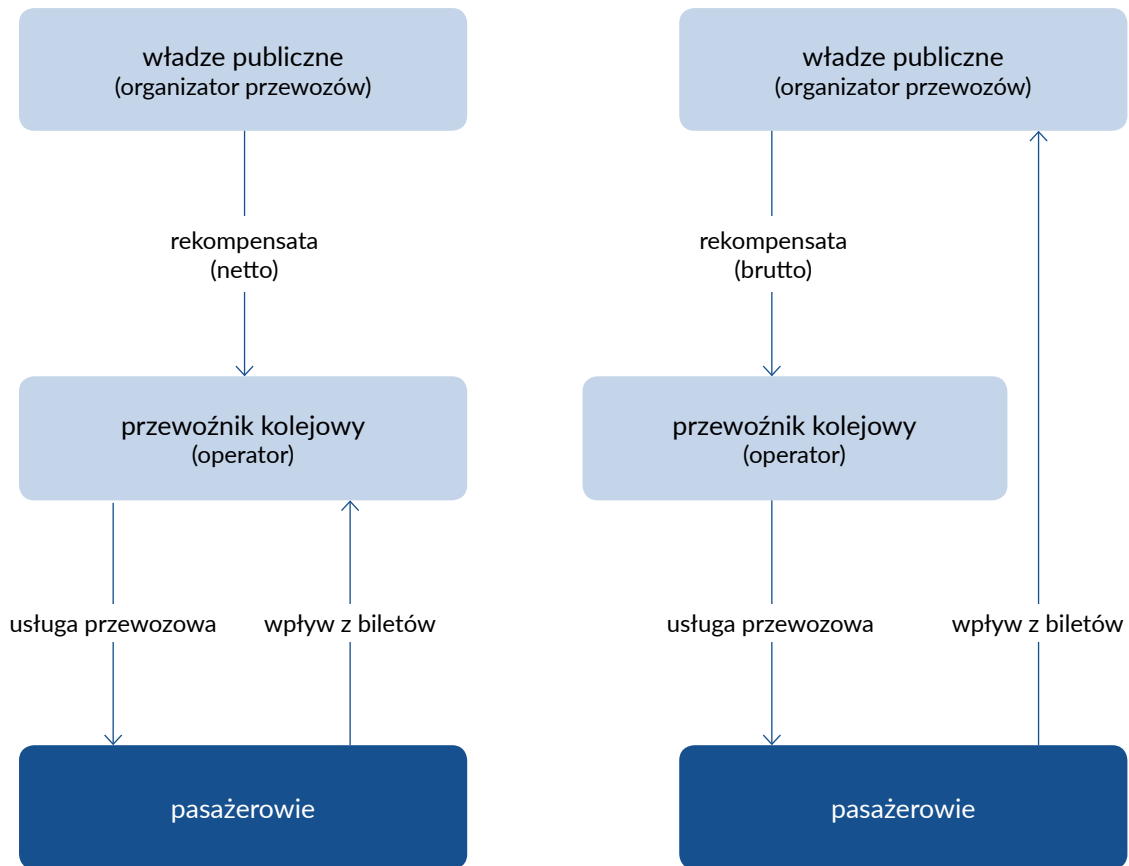 władze publiczne
(organizator przewozów)
rekompensata
(netto)
przewoźnik kolejowy
(operator)
usługa przewozowa
wpływ z biletów
pasażerowie
władze publiczne
(organizator przewozów)
rekompensata
(brutto)
przewoźnik kolejowy
(operator)
usługa przewozowa
wpływ z biletów
pasażerowie